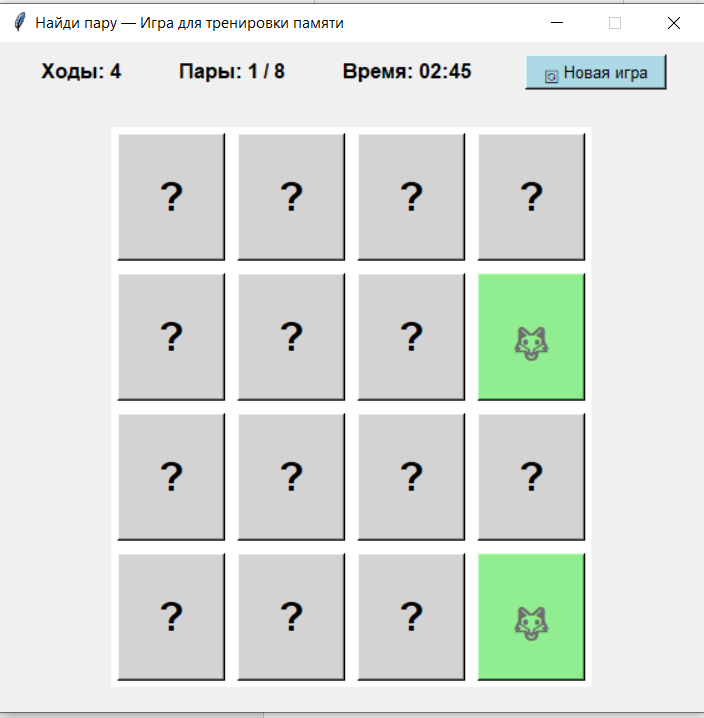 Найди пару — Игра для тренировки памяти
Ходы: 4 Пары: 1 / 8 Время: 02:45 Новая игра
? ? ? ?
? ? ?
? ? ? ?
? ? ?